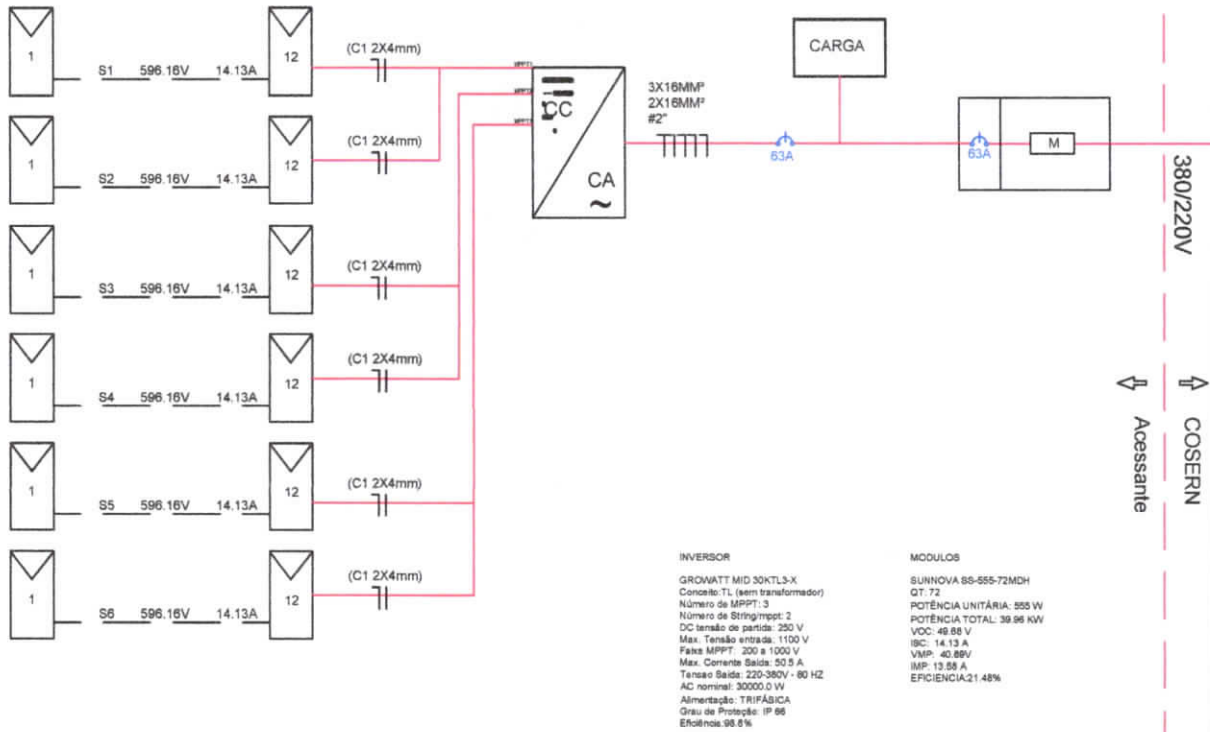 1
S1 596.16V 14.13A
12
(C1 2X4mm)
1
S2 596.16V 14.13A
12
(C1 2X4mm)
1
S3 596.16V 14.13A
12
(C1 2X4mm)
1
S4 596.16V 14.13A
12
(C1 2X4mm)
1
S5 596.16V 14.13A
12
(C1 2X4mm)
1
S6 596.16V 14.13A
12
(C1 2X4mm)
CC
CA
3X16MM²
2X16MM²
#2"
63A
CARGA
63A
M
380/220V
Acessante
COSERN
INVERSOR
GROWATT MID 30KTL3-X
Conceito:TL (sem transformador)
Número de MPPT: 3
Número de String/mppt: 2
DC tensão de partida: 250 V
Max. Tensão entrada: 1100 V
Faixa MPPT: 200 a 1000 V
Max. Corrente Saída: 50.5 A
Tensao Saída: 220-380V - 60 HZ
AC nominal: 30000.0 W
Alimentação: TRIFÁSICA
Grau de Proteção: IP 66
Eficiência:98.8%
MODULOS
SUNNOVA SS-555-72MDH
QT: 72
POTÊNCIA UNITÁRIA: 555 W
POTÊNCIA TOTAL: 39.96 KW
VOC: 49.68 V
ISC: 14.13 A
VMP: 40.89V
IMP: 13.58 A
EFICIENCIA:21.48%